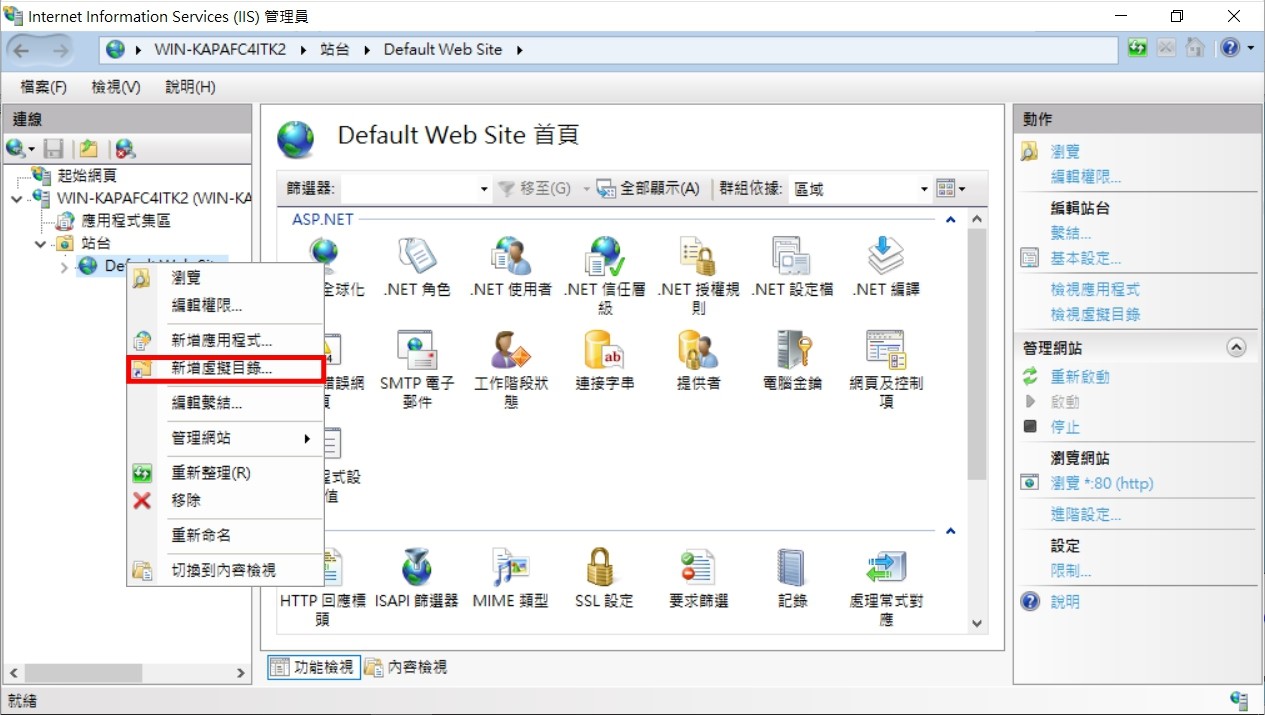 Internet Information Services (IIS) 管理員
WIN-KAPAFC4ITK2 站台 Default Web Site
檔案(F) 檢視(V) 說明(H)
連線
起始網頁
WIN-KAPAFC4ITK2 (WIN-KA
應用程式集區
站台
瀏覽
編輯權限...
新增應用程式...
新增虛擬目錄...
編輯繫結...
管理網站
重新整理(R)
移除
重新命名
切換到內容檢視
Default Web Site 首頁
篩選器: 移至(G) 全部顯示(A) 群組依據: 區域
ASP.NET
全球化 .NET 角色 .NET 使用者 .NET 信任層 .NET 授權規 .NET 設定檔 .NET 編譯
級 則
錯誤網 SMTP 電子 工作階段狀 連接字串 提供者 電腦金鑰 網頁及控制
頁 郵件 態 項
程式設
值
HTTP 回應標 ISAPI 篩選器 MIME 類型 SSL 設定 要求篩選 記錄 處理常式對
頭 應
功能檢視 內容檢視
動作
瀏覽
編輯權限...
編輯站台
繫結...
基本設定...
檢視應用程式
檢視虛擬目錄
管理網站
重新啟動
啟動
停止
瀏覽網站
瀏覽 *:80 (http)
進階設定...
設定
限制...
說明
就緒